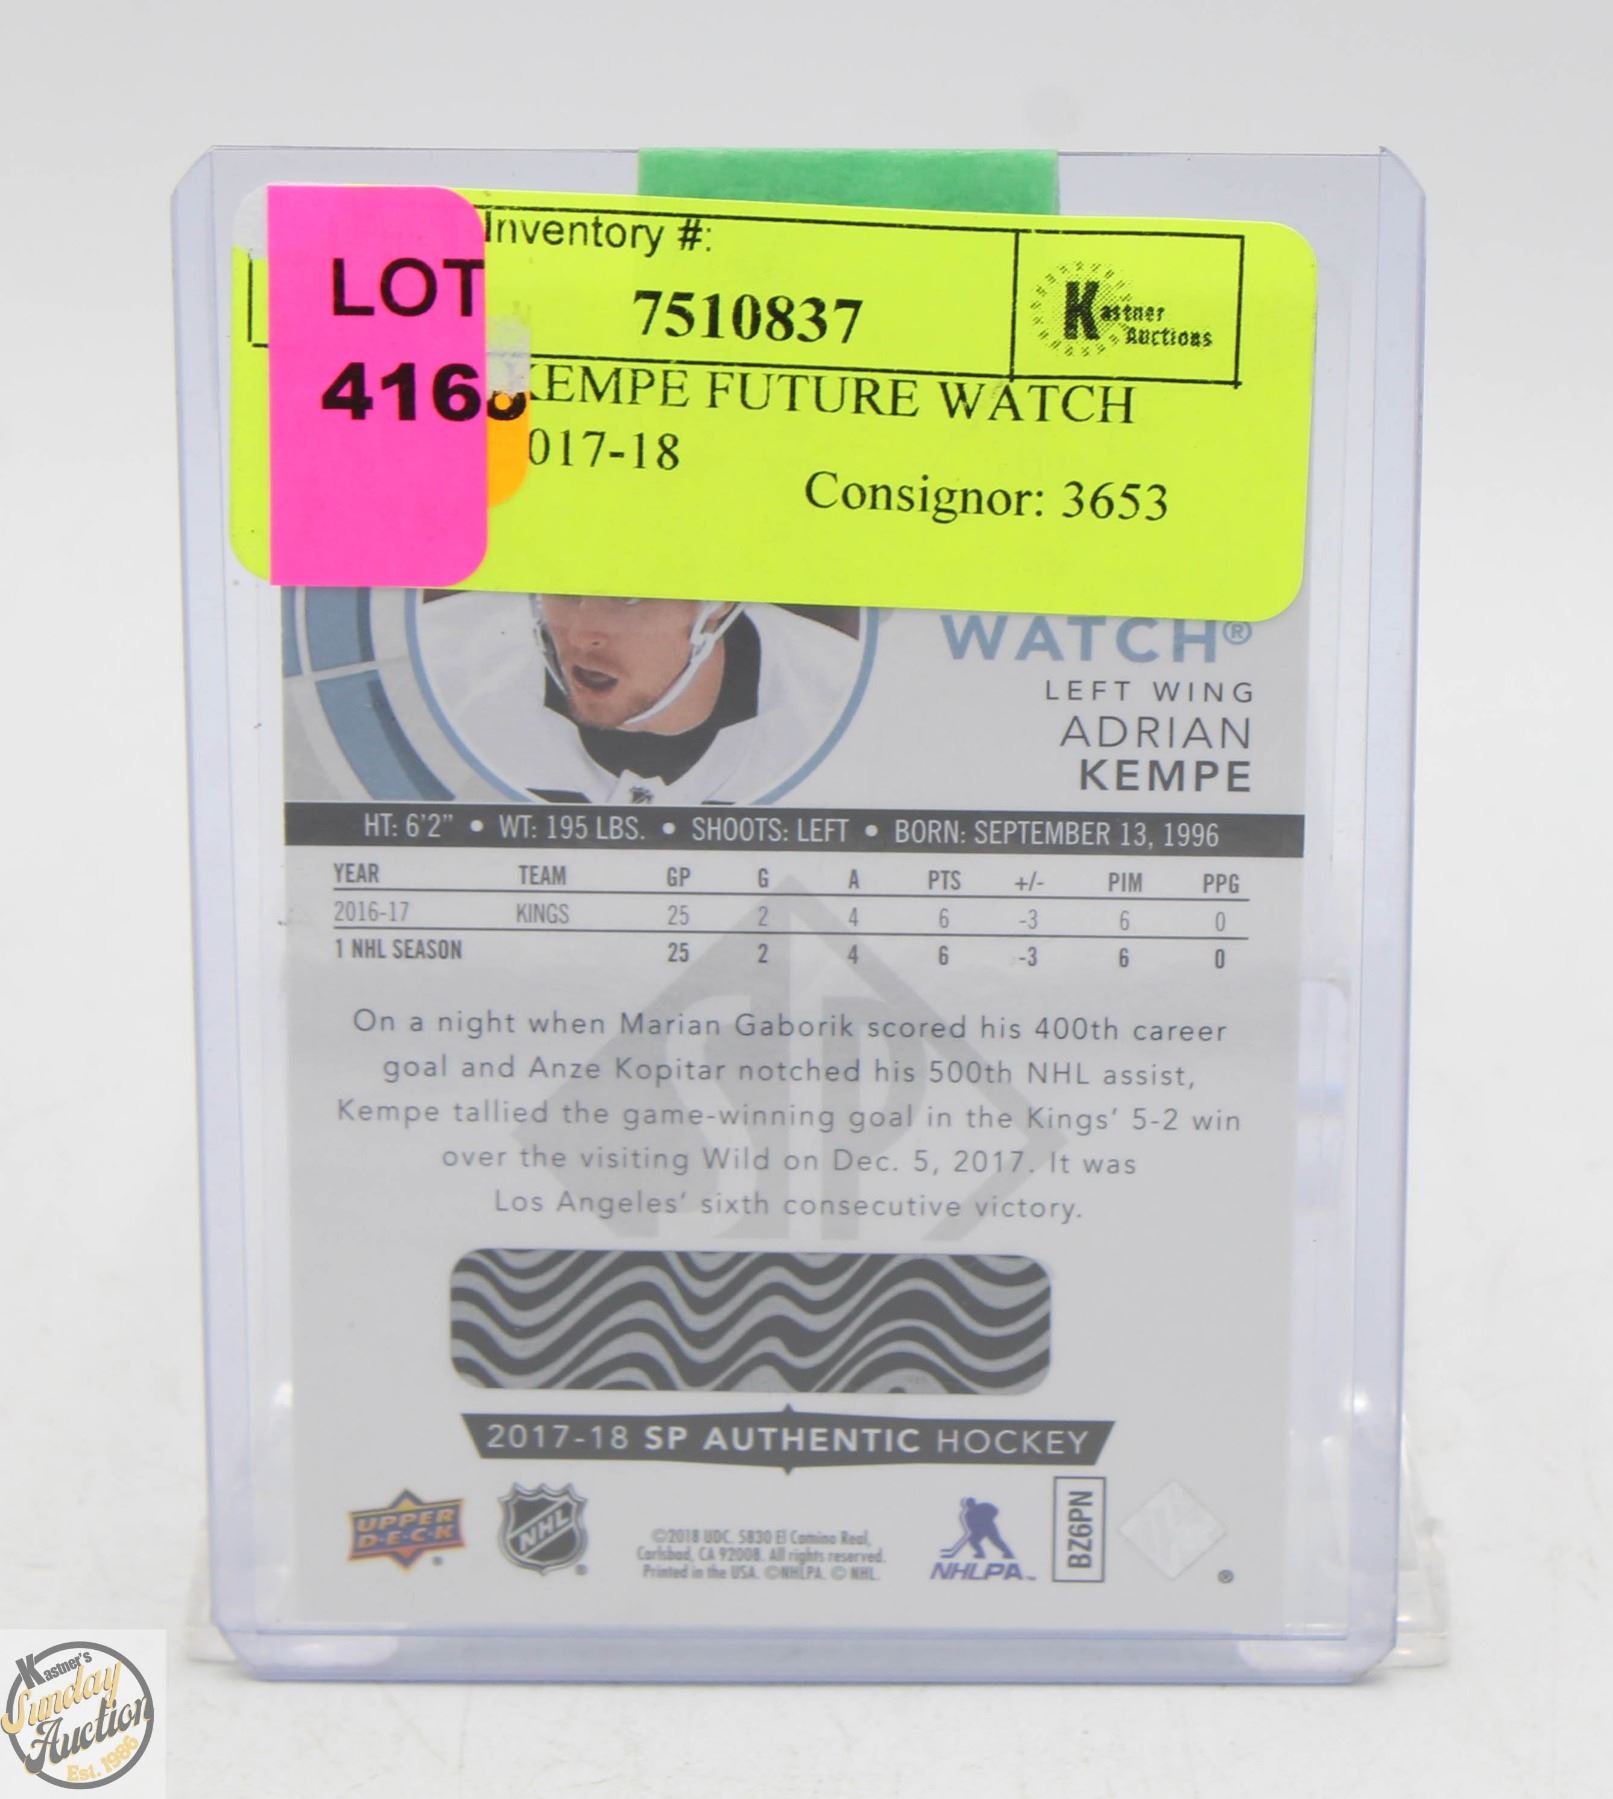 Inventory #:
LOT
7510837
Kastner
Auctions
KEMPE FUTURE WATCH
017-18
Consignor: 3653
WATCH®
LEFT WING
ADRIAN
KEMPE
HT: 6'2" • WT: 195 LBS. • SHOOTS: LEFT • BORN: SEPTEMBER 13, 1996
YEAR TEAM GP G A PTS +/- PIM PPG
2016-17 KINGS 25 2 4 6 -3 6 0
1 NHL SEASON 25 2 4 6 -3 6 0
On a night when Marian Gaborik scored his 400th career
goal and Anze Kopitar notched his 500th NHL assist,
Kempe tallied the game-winning goal in the Kings' 5-2 win
over the visiting Wild on Dec. 5, 2017. It was
Los Angeles' sixth consecutive victory.
SP
2017-18 SP AUTHENTIC HOCKEY
UPPER
D·E·C·K
NHL
©2018 UDC. 5830 El Camino Real,
Carlsbad, CA 92008. All rights reserved.
Printed in the USA. ©NHLPA. © NHL.
NHLPA™
BZ6PN
®
Kastner's
Sunday
Auction
Est. 1986